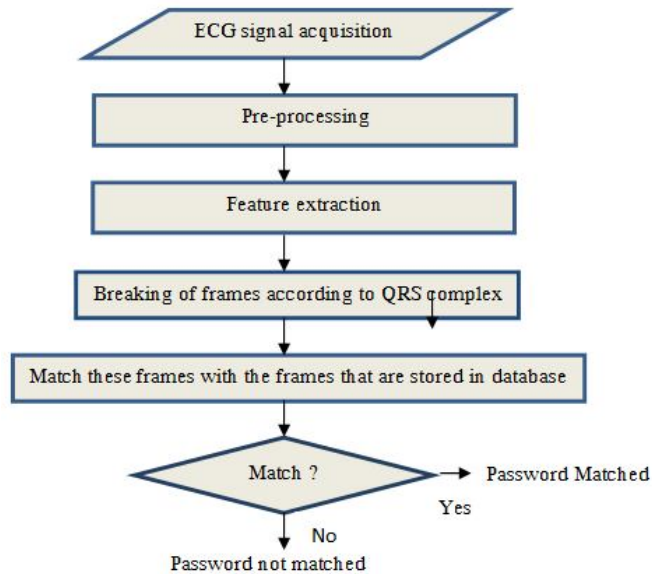 ECG signal acquisition
Pre-processing
Feature extraction
Breaking of frames according to QRS complex
Match these frames with the frames that are stored in database
Match ?
Password Matched
Yes
No
Password not matched